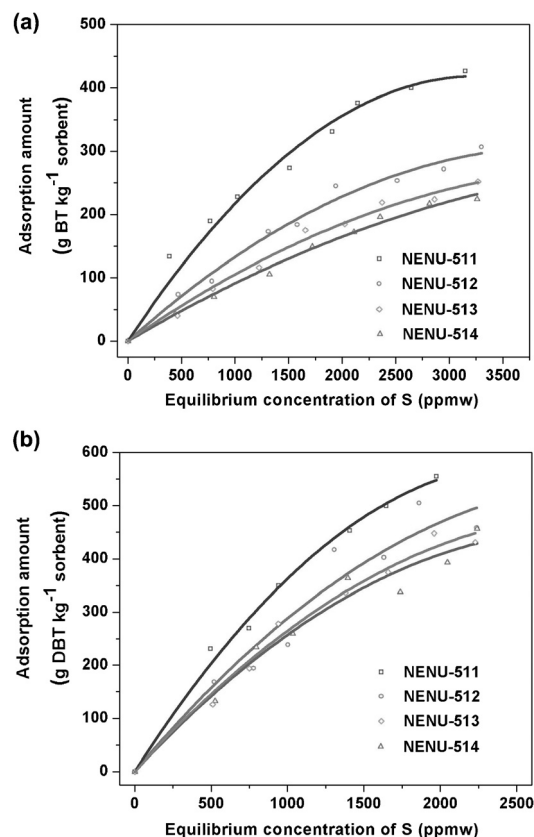 (a)
500
400
300
200
100
0
Adsorption amount
(g BT kg⁻¹ sorbent)
NENU-511
NENU-512
NENU-513
NENU-514
0 500 1000 1500 2000 2500 3000 3500
Equilibrium concentration of S (ppmw)
(b)
600
500
400
300
200
100
0
Adsorption amount
(g DBT kg⁻¹ sorbent)
NENU-511
NENU-512
NENU-513
NENU-514
0 500 1000 1500 2000 2500
Equilibrium concentration of S (ppmw)